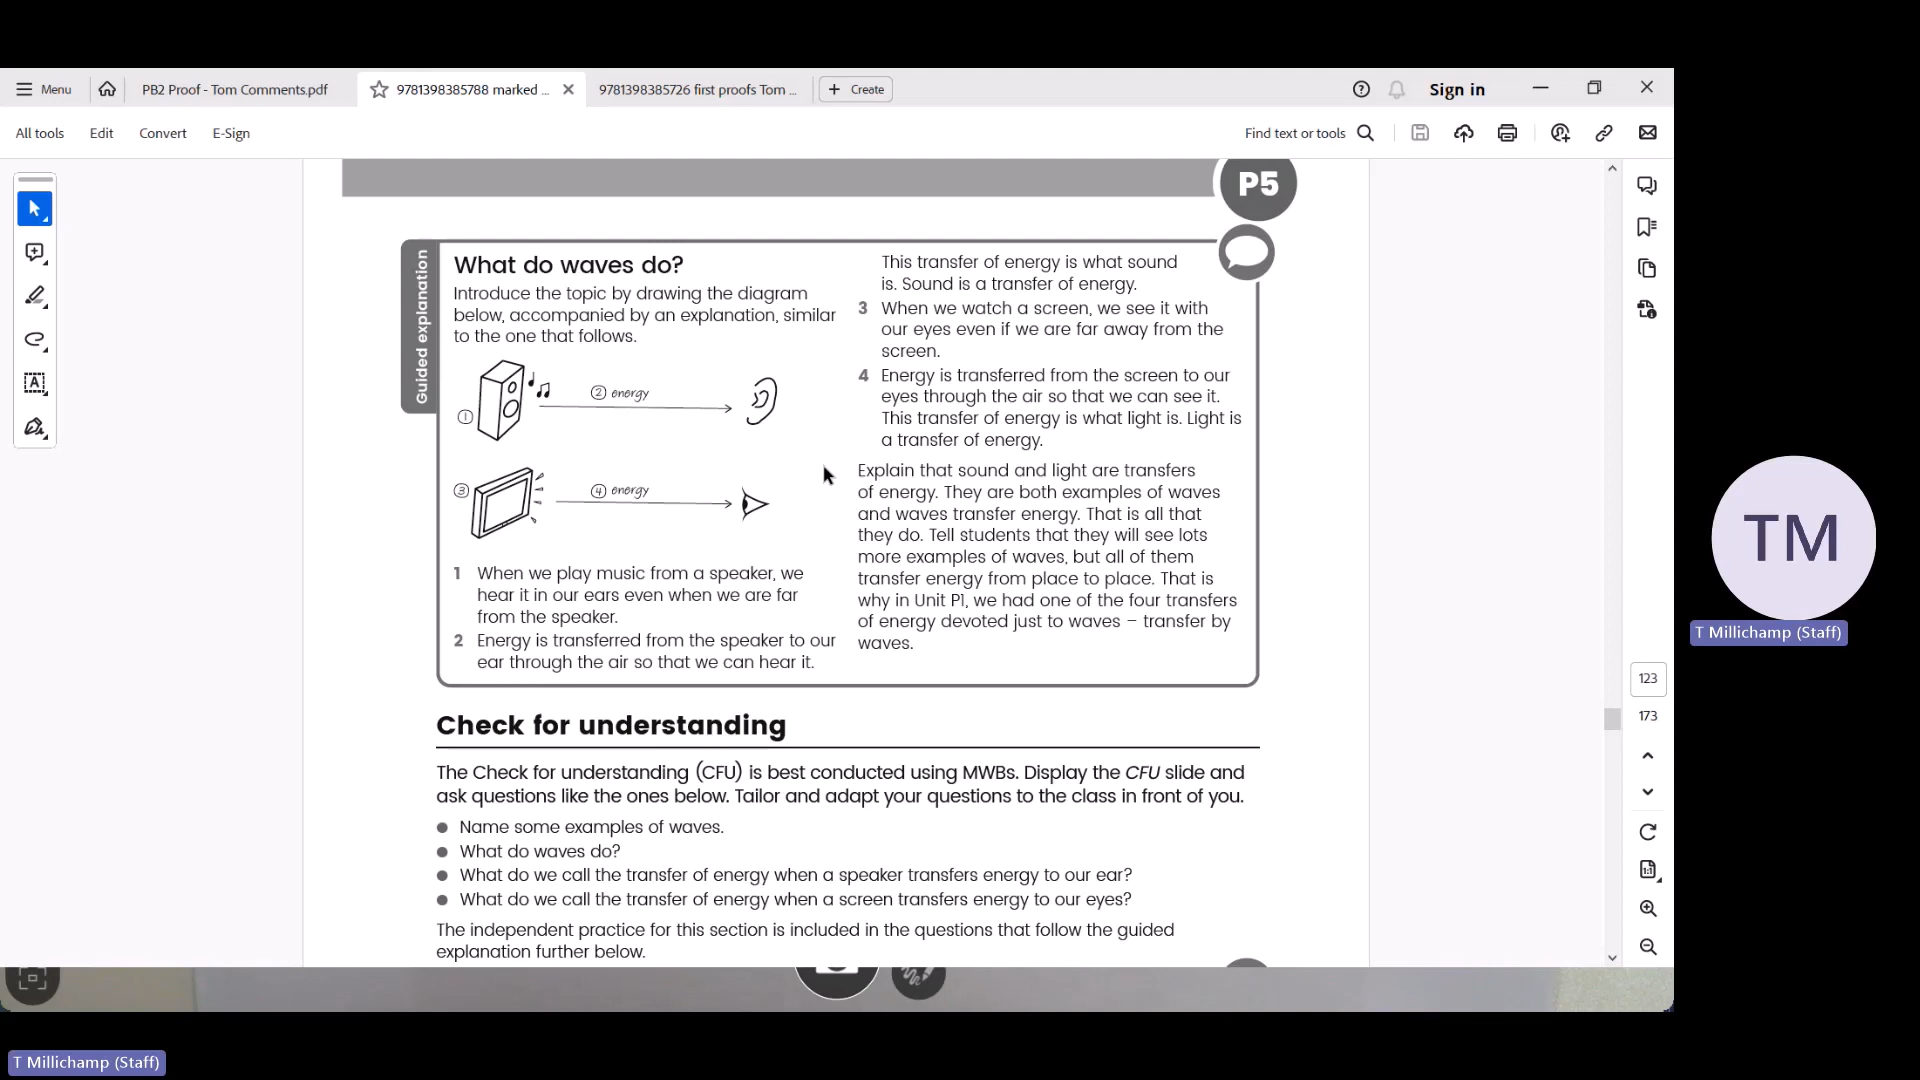 Menu
PB2 Proof - Tom Comments.pdf
9781398385788 marked ...
9781398385726 first proofs Tom ...
Create
Sign in
All tools
Edit
Convert
E-Sign
Find text or tools
P5
Guided explanation
What do waves do?
Introduce the topic by drawing the diagram
below, accompanied by an explanation, similar
to the one that follows.
① ② energy
③ ④ energy
1 When we play music from a speaker, we
hear it in our ears even when we are far
from the speaker.
2 Energy is transferred from the speaker to our
ear through the air so that we can hear it.
This transfer of energy is what sound
is. Sound is a transfer of energy.
3 When we watch a screen, we see it with
our eyes even if we are far away from the
screen.
4 Energy is transferred from the screen to our
eyes through the air so that we can see it.
This transfer of energy is what light is. Light is
a transfer of energy.
Explain that sound and light are transfers
of energy. They are both examples of waves
and waves transfer energy. That is all that
they do. Tell students that they will see lots
more examples of waves, but all of them
transfer energy from place to place. That is
why in Unit P1, we had one of the four transfers
of energy devoted just to waves – transfer by
waves.
Check for understanding
The Check for understanding (CFU) is best conducted using MWBs. Display the CFU slide and
ask questions like the ones below. Tailor and adapt your questions to the class in front of you.
● Name some examples of waves.
● What do waves do?
● What do we call the transfer of energy when a speaker transfers energy to our ear?
● What do we call the transfer of energy when a screen transfers energy to our eyes?
The independent practice for this section is included in the questions that follow the guided
explanation further below.
123
173
TM
T Millichamp (Staff)
T Millichamp (Staff)